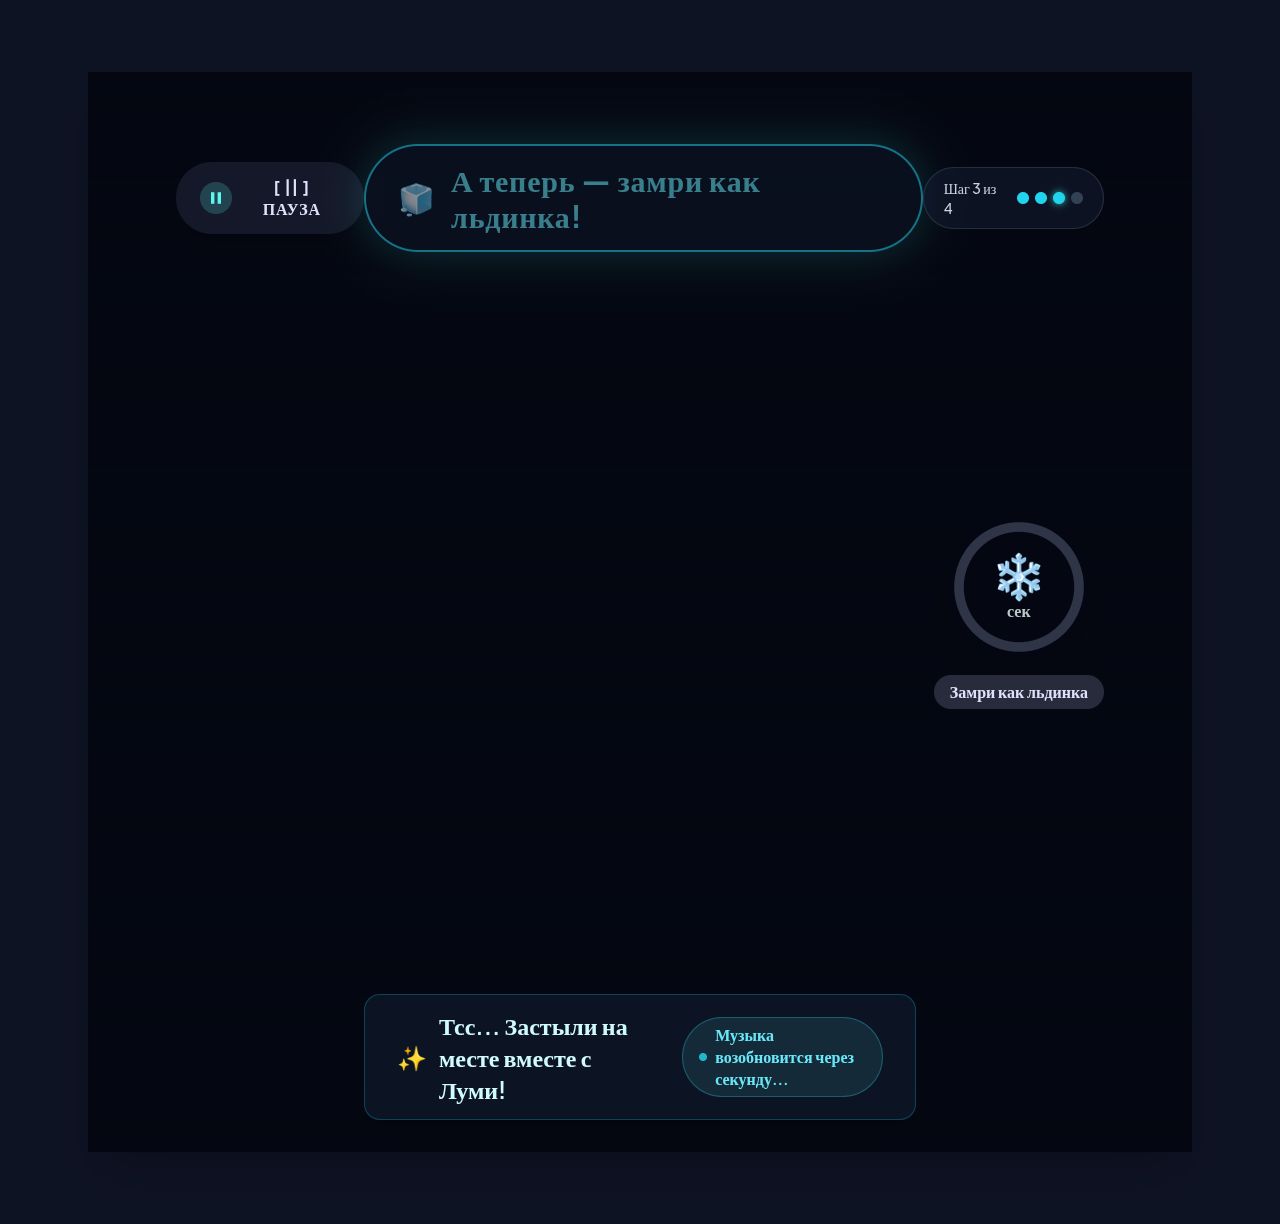 [ || ]
ПАУЗА
А теперь — замри как
льдинка!
Шаг 3 из
4
сек
Замри как льдинка
Тсс… Застыли на
месте вместе с
Луми!
Музыка
возобновится через
секунду…